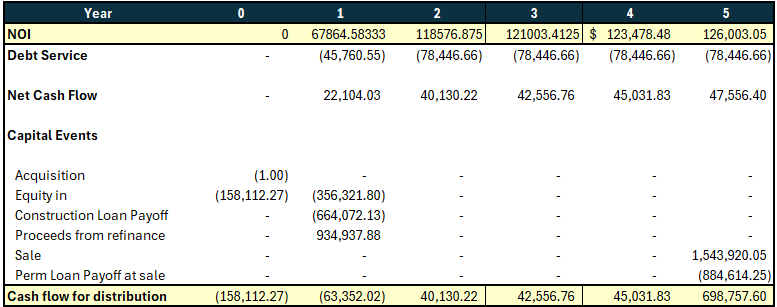 Year 0 1 2 3 4 5
NOI 0 67864.58333 118576.875 121003.4125 $ 123,478.48 126,003.05
Debt Service - (45,760.55) (78,446.66) (78,446.66) (78,446.66) (78,446.66)
Net Cash Flow - 22,104.03 40,130.22 42,556.76 45,031.83 47,556.40
Capital Events
Acquisition (1.00) - - - - -
Equity in (158,112.27) (356,321.80) - - - -
Construction Loan Payoff - (664,072.13) - - - -
Proceeds from refinance - 934,937.88 - - - -
Sale - - - - - 1,543,920.05
Perm Loan Payoff at sale - - - - - (884,614.25)
Cash flow for distribution (158,112.27) (63,352.02) 40,130.22 42,556.76 45,031.83 698,757.60